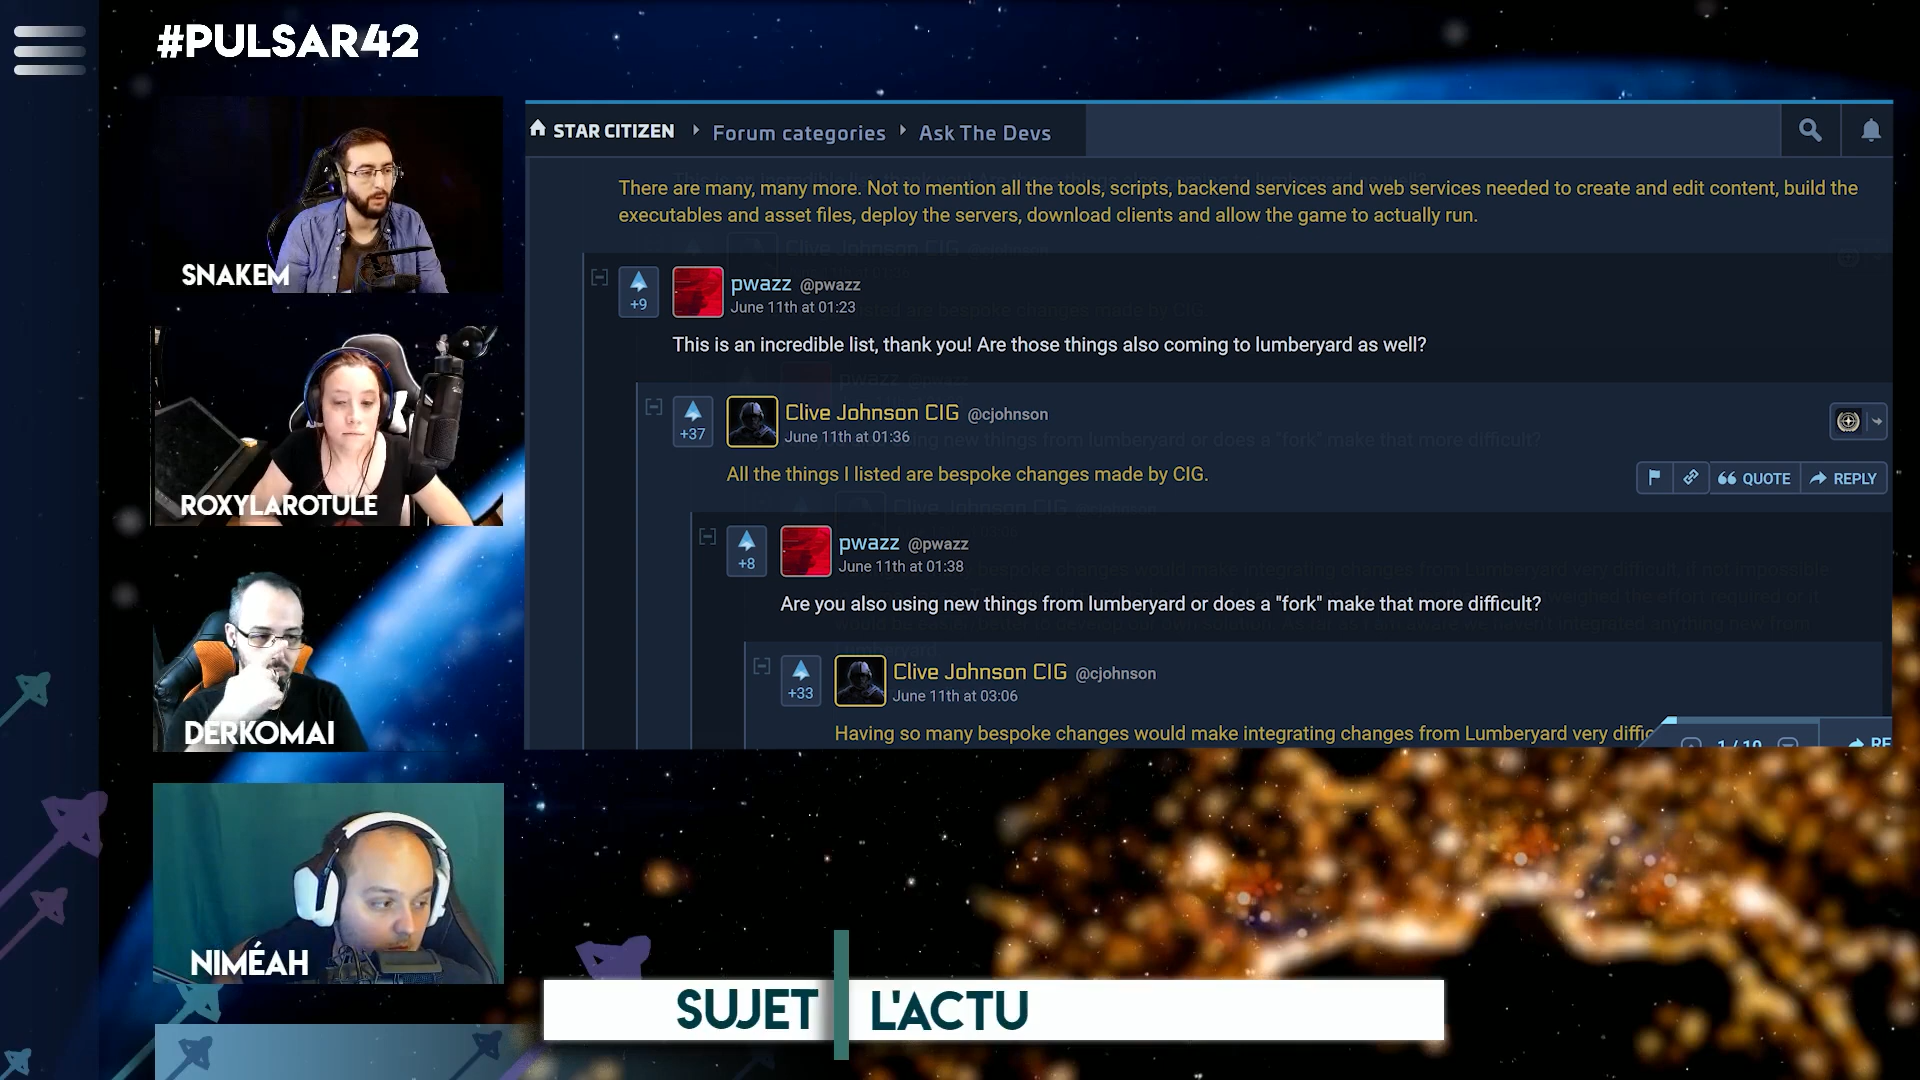 #PULSAR42
SNAKEM
ROXYLAROTULE
DERKOMAI
NIMÉAH
STAR CITIZEN Forum categories Ask The Devs
There are many, many more. Not to mention all the tools, scripts, backend services and web services needed to create and edit content, build the
executables and asset files, deploy the servers, download clients and allow the game to actually run.
[-] +9 pwazz @pwazz
June 11th at 01:23
This is an incredible list, thank you! Are those things also coming to lumberyard as well?
[-] +37 Clive Johnson CIG @cjohnson
June 11th at 01:36
All the things I listed are bespoke changes made by CIG.
QUOTE REPLY
[-] +8 pwazz @pwazz
June 11th at 01:38
Are you also using new things from lumberyard or does a "fork" make that more difficult?
[-] +33 Clive Johnson CIG @cjohnson
June 11th at 03:06
Having so many bespoke changes would make integrating changes from Lumberyard very diffic
1 / 10 RE
SUJET L'ACTU